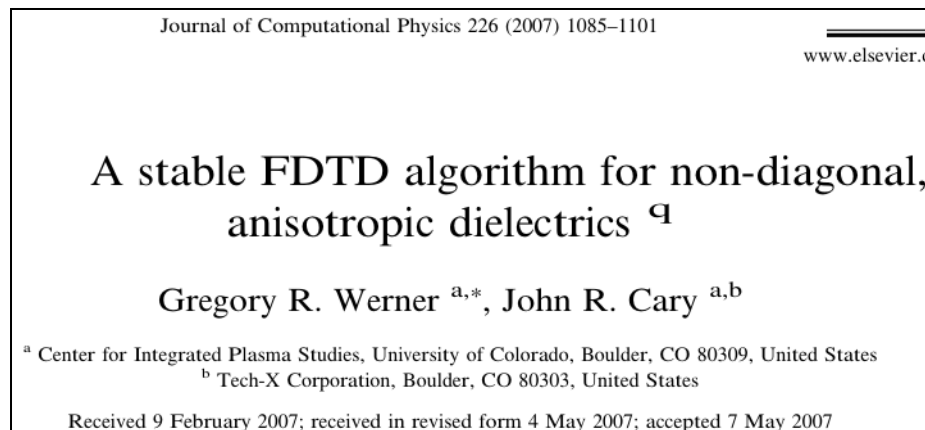 Journal of Computational Physics 226 (2007) 1085–1101
www.elsevier.c
A stable FDTD algorithm for non-diagonal,
anisotropic dielectrics q
Gregory R. Werner a,*, John R. Cary a,b
a Center for Integrated Plasma Studies, University of Colorado, Boulder, CO 80309, United States
b Tech-X Corporation, Boulder, CO 80303, United States
Received 9 February 2007; received in revised form 4 May 2007; accepted 7 May 2007